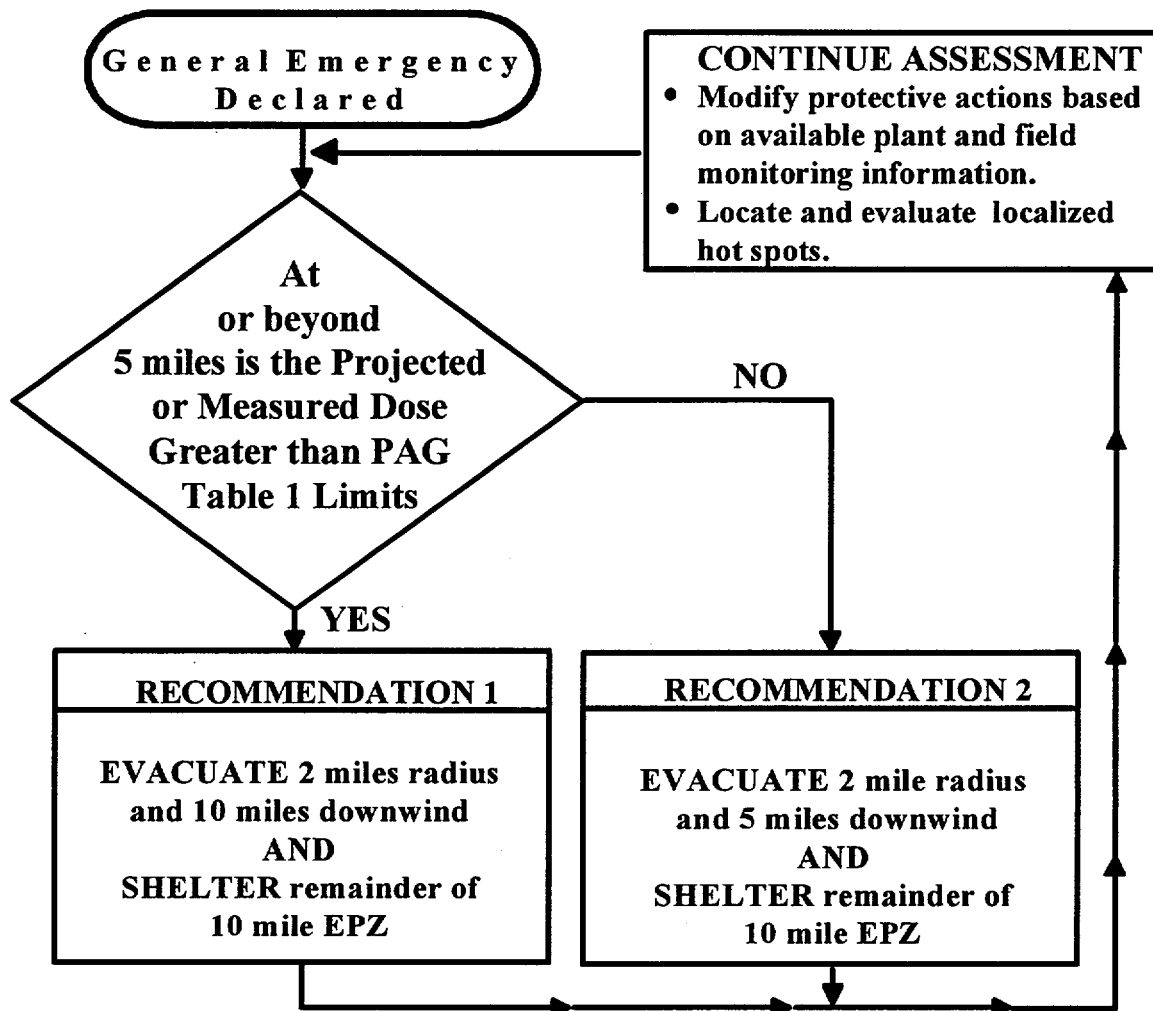 General Emergency
Declared
CONTINUE ASSESSMENT
• Modify protective actions based
on available plant and field
monitoring information.
• Locate and evaluate localized
hot spots.
At
or beyond
5 miles is the Projected
or Measured Dose
Greater than PAG
Table 1 Limits
NO
YES
RECOMMENDATION 1
EVACUATE 2 miles radius
and 10 miles downwind
AND
SHELTER remainder of
10 mile EPZ
RECOMMENDATION 2
EVACUATE 2 mile radius
and 5 miles downwind
AND
SHELTER remainder of
10 mile EPZ